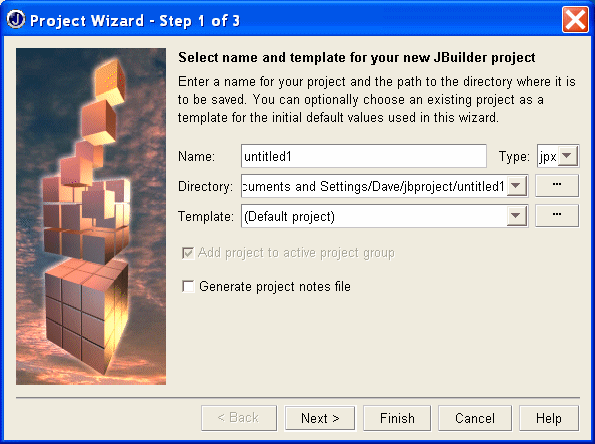 Project Wizard - Step 1 of 3
Select name and template for your new JBuilder project
Enter a name for your project and the path to the directory where it is
to be saved. You can optionally choose an existing project as a
template for the initial default values used in this wizard.
Name: untitled1 Type: jpx
Directory: cuments and Settings/Dave/jbproject/untitled1 ...
Template: (Default project) ...
Add project to active project group
Generate project notes file
< Back Next > Finish Cancel Help